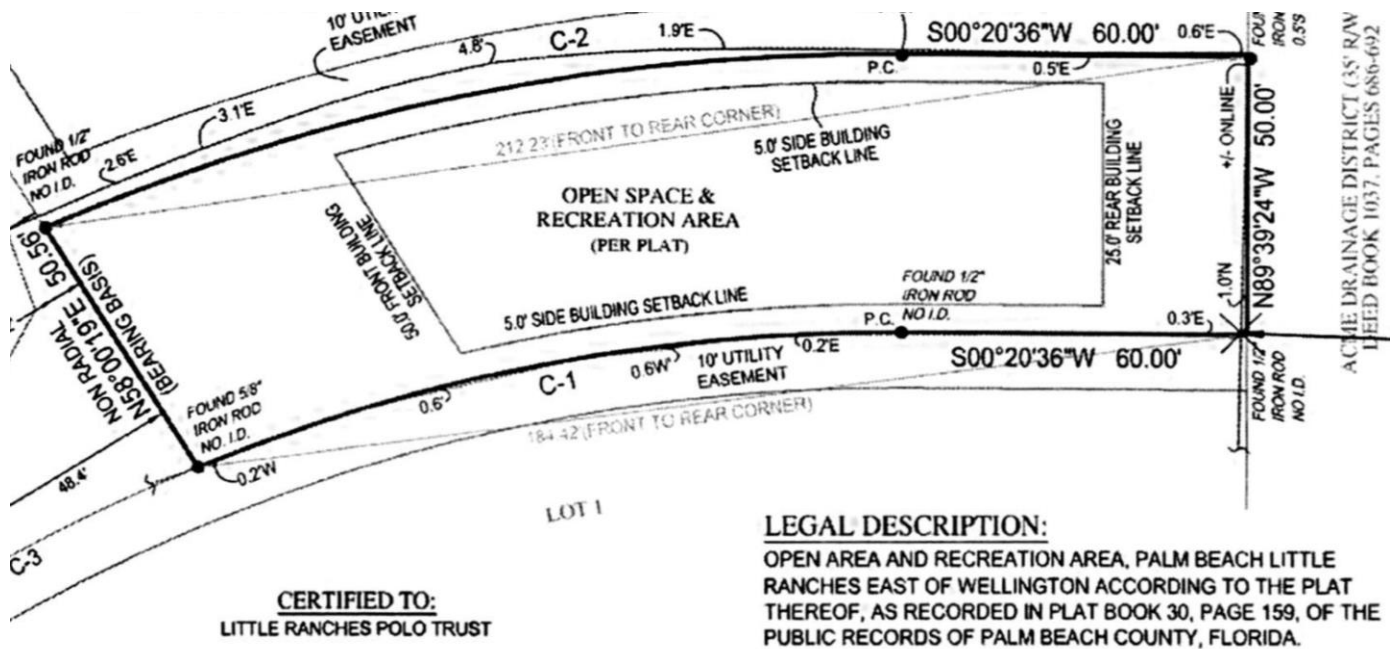 10' UTILITY
EASEMENT
4.8'
C-2
1.9'E
S00°20'36"W 60.00'
0.6'E
P.C.
0.5'E
3.1'E
2.6'E
FOUND 1/2"
IRON ROD
NO I.D.
212.23'(FRONT TO REAR CORNER)
5.0' SIDE BUILDING
SETBACK LINE
25.0' REAR BUILDING
SETBACK LINE
+/- ONLINE
N89°39'24"W 50.00'
FOUND
IRON
0.5'S
ACME DRAINAGE DISTRICT (35' R/W
DEED BOOK 1037, PAGES 686-692
OPEN SPACE &
RECREATION AREA
(PER PLAT)
50.0' FRONT BUILDING
SETBACK LINE
50.56'
NON RADIAL
N58°00'19"E
(BEARING BASIS)
5.0' SIDE BUILDING SETBACK LINE
FOUND 1/2"
IRON ROD
NO I.D.
P.C.
1.0'N
0.3'E
0.2'E
S00°20'36"W 60.00'
C-1
0.6'W
10' UTILITY
EASEMENT
0.6'
FOUND 5/8"
IRON ROD
NO. I.D.
0.2'W
184.42'(FRONT TO REAR CORNER)
FOUND 1/2"
IRON ROD
NO I.D.
48.4'
C-3
LOT 1
CERTIFIED TO:
LITTLE RANCHES POLO TRUST
LEGAL DESCRIPTION:
OPEN AREA AND RECREATION AREA, PALM BEACH LITTLE
RANCHES EAST OF WELLINGTON ACCORDING TO THE PLAT
THEREOF, AS RECORDED IN PLAT BOOK 30, PAGE 159, OF THE
PUBLIC RECORDS OF PALM BEACH COUNTY, FLORIDA.